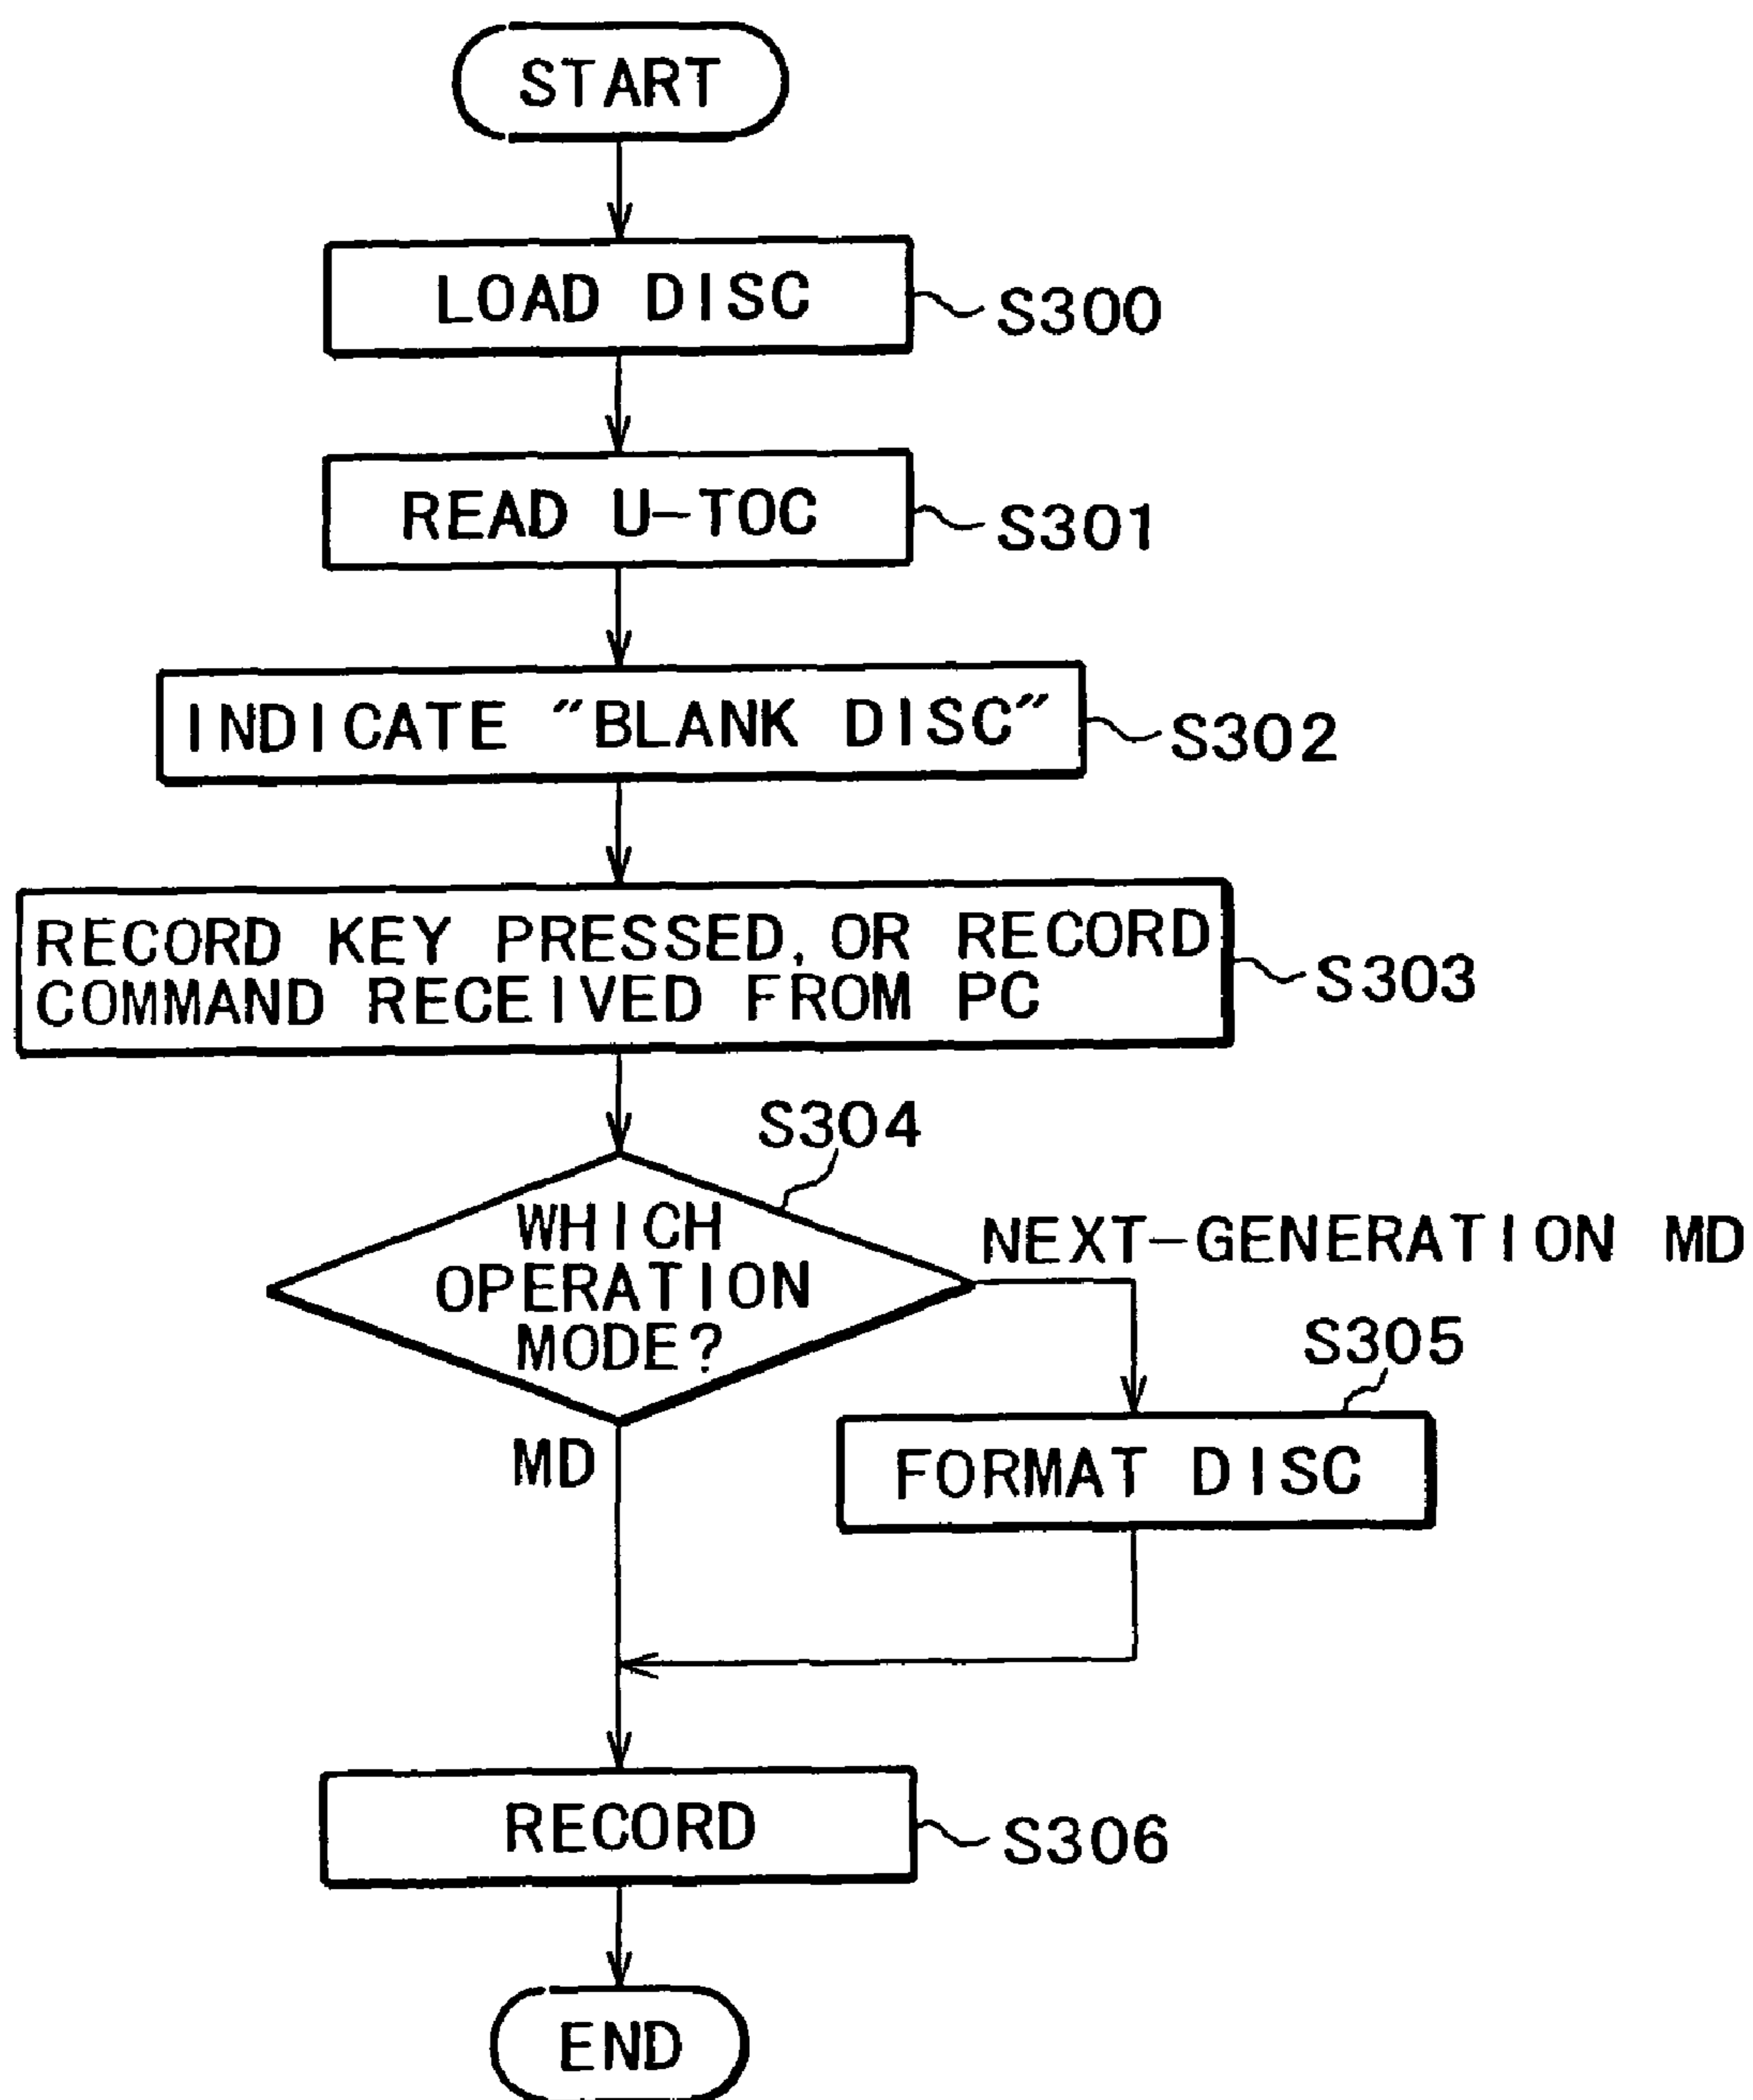 START
LOAD DISC
S300
READ U-TOC
S301
INDICATE "BLANK DISC"
S302
RECORD KEY PRESSED, OR RECORD
COMMAND RECEIVED FROM PC
S303
S304
WHICH
OPERATION
MODE?
NEXT-GENERATION MD
S305
MD
FORMAT DISC
RECORD
S306
END